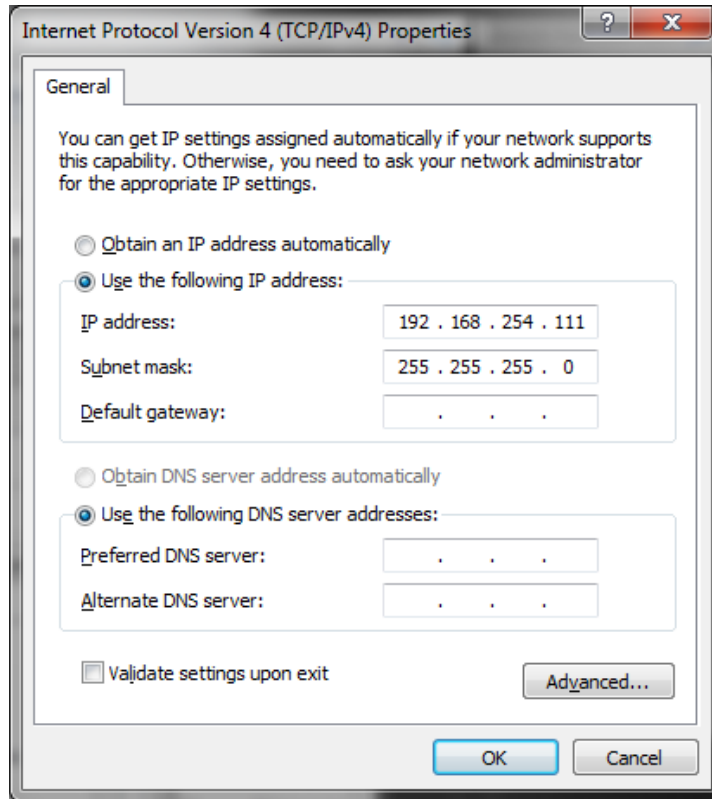 Internet Protocol Version 4 (TCP/IPv4) Properties
?
General
You can get IP settings assigned automatically if your network supports
this capability. Otherwise, you need to ask your network administrator
for the appropriate IP settings.
Obtain an IP address automatically
Use the following IP address:
IP address: 192 . 168 . 254 . 111
Subnet mask: 255 . 255 . 255 . 0
Default gateway: . . .
Obtain DNS server address automatically
Use the following DNS server addresses:
Preferred DNS server: . . .
Alternate DNS server: . . .
Validate settings upon exit
Advanced...
OK Cancel